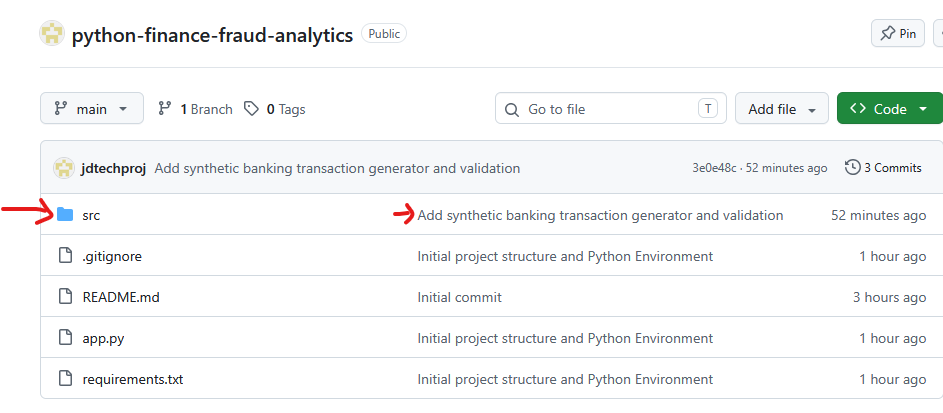 python-finance-fraud-analytics Public Pin
main 1 Branch 0 Tags Go to file T Add file Code
jdtechproj Add synthetic banking transaction generator and validation 3e0e48c · 52 minutes ago 3 Commits
src Add synthetic banking transaction generator and validation 52 minutes ago
.gitignore Initial project structure and Python Environment 1 hour ago
README.md Initial commit 3 hours ago
app.py Initial project structure and Python Environment 1 hour ago
requirements.txt Initial project structure and Python Environment 1 hour ago